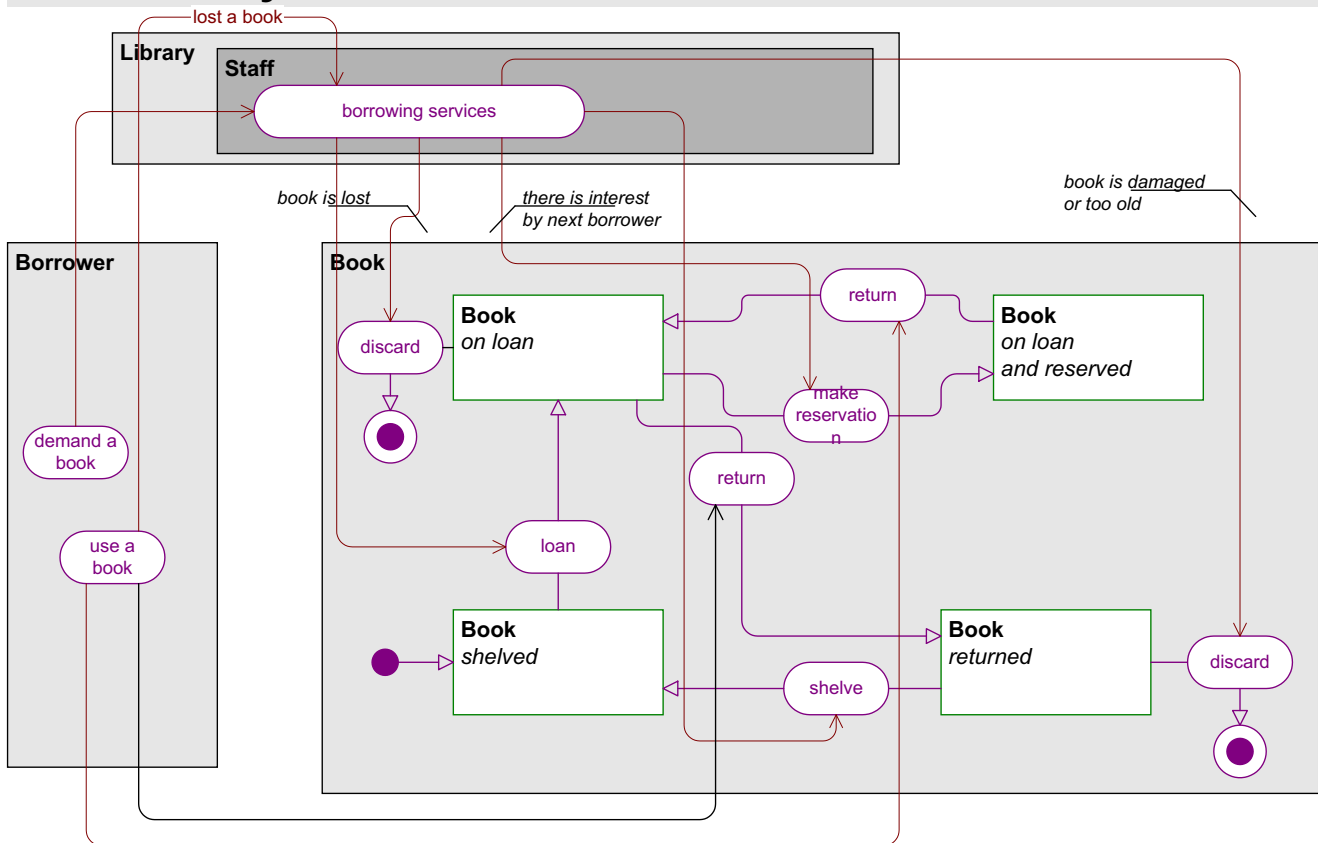 lost a book
Library
Staff
borrowing services
book is lost
there is interest
by next borrower
book is damaged
or too old
Borrower
Book
return
Book
on loan
Book
on loan
and reserved
discard
make
reservatio
n
demand a
book
return
use a
book
loan
Book
shelved
Book
returned
shelve
discard